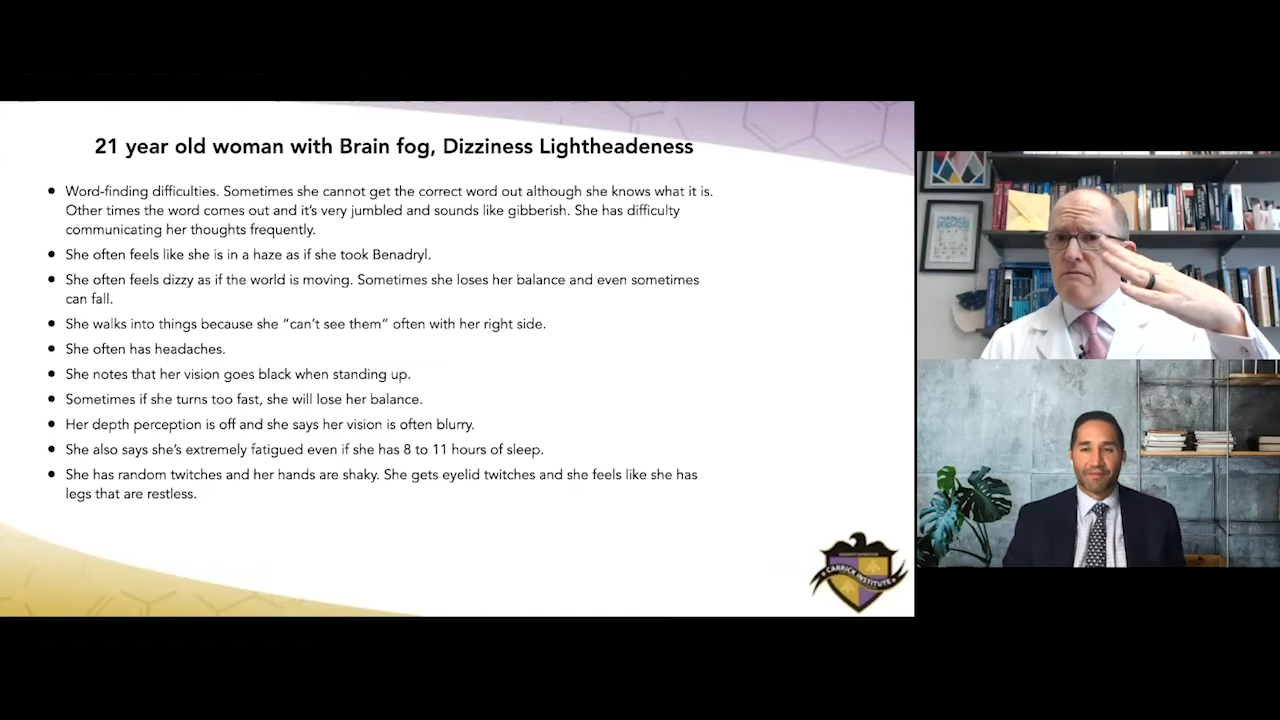 21 year old woman with Brain fog, Dizziness Lightheadeness
• Word-finding difficulties. Sometimes she cannot get the correct word out although she knows what it is.
Other times the word comes out and it's very jumbled and sounds like gibberish. She has difficulty
communicating her thoughts frequently.
• She often feels like she is in a haze as if she took Benadryl.
• She often feels dizzy as if the world is moving. Sometimes she loses her balance and even sometimes
can fall.
• She walks into things because she “can't see them” often with her right side.
• She often has headaches.
• She notes that her vision goes black when standing up.
• Sometimes if she turns too fast, she will lose her balance.
• Her depth perception is off and she says her vision is often blurry.
• She also says she's extremely fatigued even if she has 8 to 11 hours of sleep.
• She has random twitches and her hands are shaky. She gets eyelid twitches and she feels like she has
legs that are restless.
CARRICK INSTITUTE